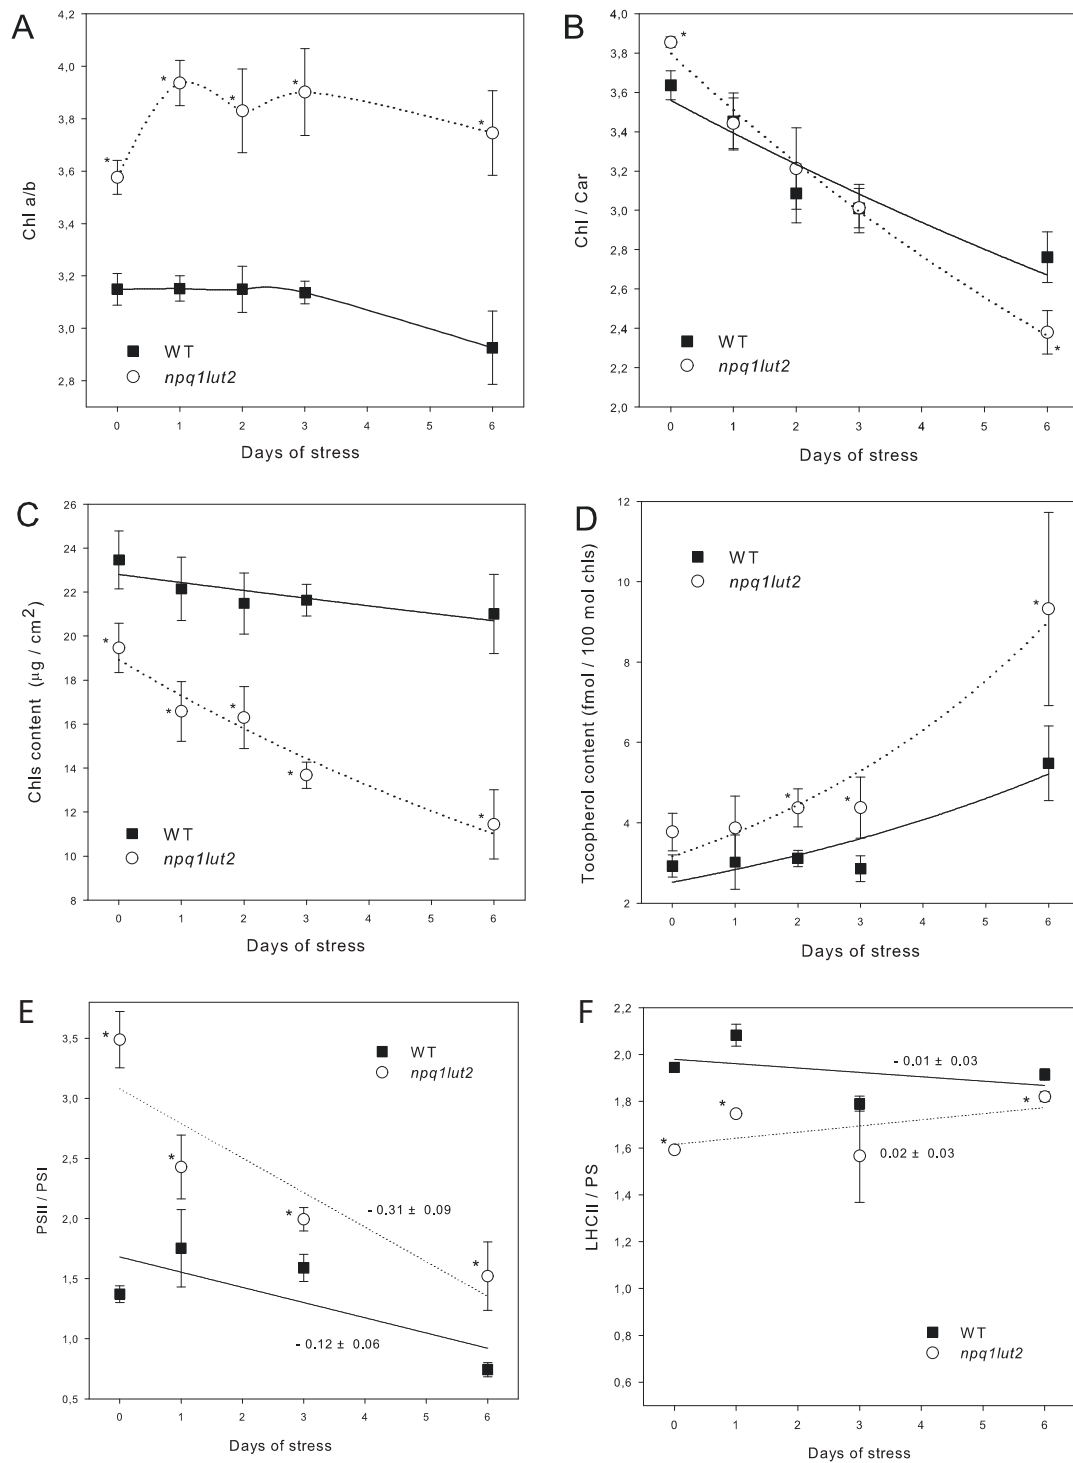 A
4,2
4,0
3,8
3,6
3,4
3,2
3,0
2,8
Chl a/b
*
*
*
*
*
WT
npq1lut2
0 1 2 3 4 5 6
Days of stress
B
4,0
3,8
3,6
3,4
3,2
3,0
2,8
2,6
2,4
2,2
2,0
Chl / Car
*
*
WT
npq1lut2
0 1 2 3 4 5 6
Days of stress
C
26
24
22
20
18
16
14
12
10
8
Chls content (µg / cm2)
*
*
*
*
*
WT
npq1lut2
0 1 2 3 4 5 6
Days of stress
D
12
10
8
6
4
2
Tocopherol content (fmol / 100 mol chls)
WT
npq1lut2
*
*
*
0 1 2 3 4 5 6
Days of stress
E
3,5
3,0
2,5
2,0
1,5
1,0
0,5
PSII / PSI
*
*
*
*
WT
npq1lut2
- 0.31 ± 0.09
- 0.12 ± 0.06
0 1 2 3 4 5 6
Days of stress
F
2,2
2,0
1,8
1,6
1,4
1,2
1,0
0,8
0,6
LHCII / PS
- 0.01 ± 0.03
*
*
*
0.02 ± 0.03
WT
npq1lut2
0 1 2 3 4 5 6
Days of stress